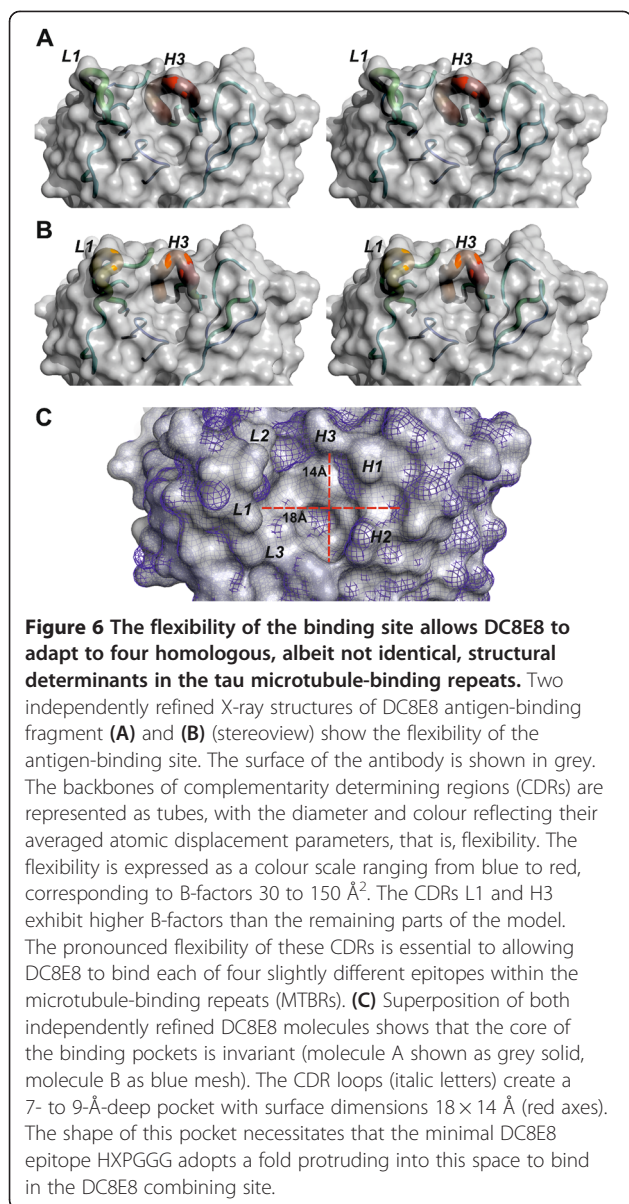 A
L1
H3
B
L1
H3
L1
H3
L1
H3
C
L2
H3
14Å
H1
L1
18Å
H2
L3
Figure 6 The flexibility of the binding site allows DC8E8 to
adapt to four homologous, albeit not identical, structural
determinants in the tau microtubule-binding repeats. Two
independently refined X-ray structures of DC8E8 antigen-binding
fragment (A) and (B) (stereoview) show the flexibility of the
antigen-binding site. The surface of the antibody is shown in grey.
The backbones of complementarity determining regions (CDRs) are
represented as tubes, with the diameter and colour reflecting their
averaged atomic displacement parameters, that is, flexibility. The
flexibility is expressed as a colour scale ranging from blue to red,
corresponding to B-factors 30 to 150 Å². The CDRs L1 and H3
exhibit higher B-factors than the remaining parts of the model.
The pronounced flexibility of these CDRs is essential to allowing
DC8E8 to bind each of four slightly different epitopes within the
microtubule-binding repeats (MTBRs). (C) Superposition of both
independently refined DC8E8 molecules shows that the core of
the binding pockets is invariant (molecule A shown as grey solid,
molecule B as blue mesh). The CDR loops (italic letters) create a
7- to 9-Å-deep pocket with surface dimensions 18 × 14 Å (red axes).
The shape of this pocket necessitates that the minimal DC8E8
epitope HXPGGG adopts a fold protruding into this space to bind
in the DC8E8 combining site.